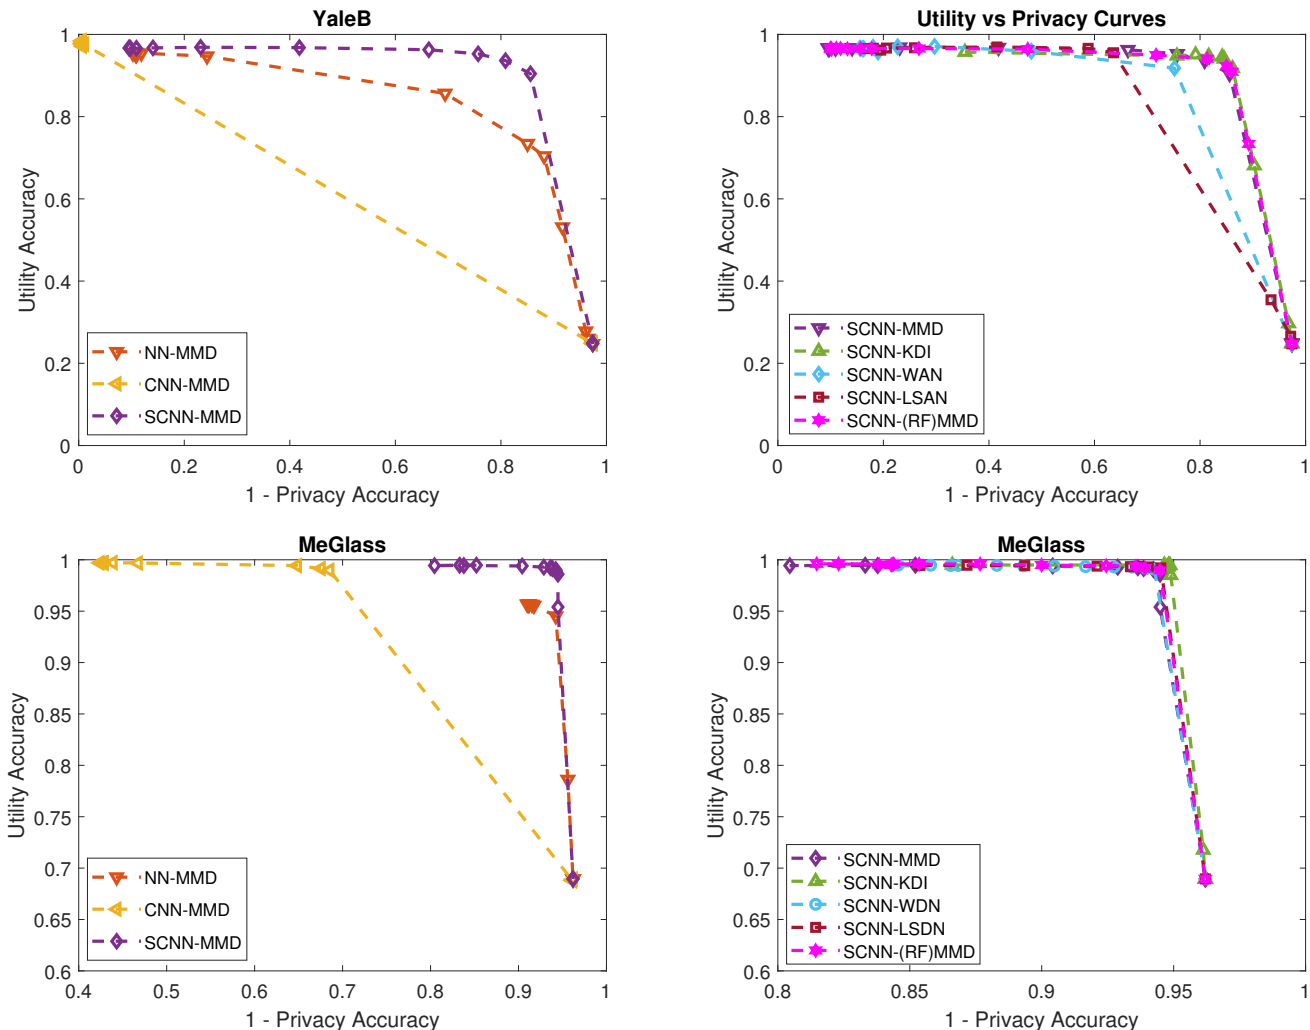 YaleB
1
0.8
0.6
0.4
0.2
0
Utility Accuracy
NN-MMD
CNN-MMD
SCNN-MMD
0 0.2 0.4 0.6 0.8 1
1 - Privacy Accuracy
Utility vs Privacy Curves
1
0.8
0.6
0.4
0.2
0
Utility Accuracy
SCNN-MMD
SCNN-KDI
SCNN-WAN
SCNN-LSAN
SCNN-(RF)MMD
0 0.2 0.4 0.6 0.8 1
1 - Privacy Accuracy
MeGlass
1
0.95
0.9
0.85
0.8
0.75
0.7
0.65
0.6
Utility Accuracy
NN-MMD
CNN-MMD
SCNN-MMD
0.4 0.5 0.6 0.7 0.8 0.9 1
1 - Privacy Accuracy
MeGlass
1
0.95
0.9
0.85
0.8
0.75
0.7
0.65
0.6
Utility Accuracy
SCNN-MMD
SCNN-KDI
SCNN-WDN
SCNN-LSDN
SCNN-(RF)MMD
0.8 0.85 0.9 0.95 1
1 - Privacy Accuracy